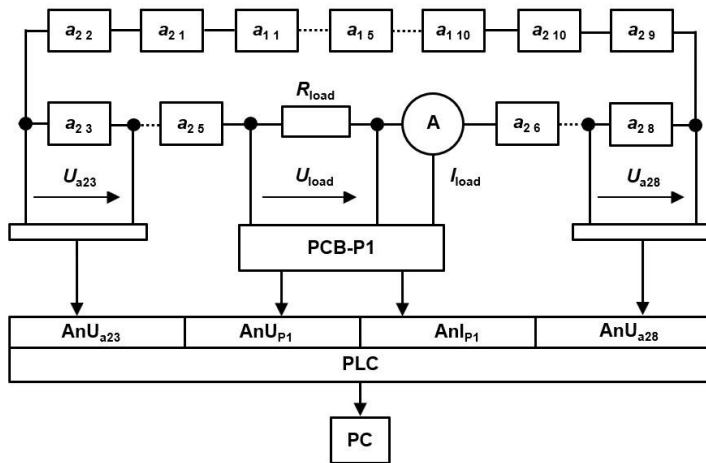 a2 2 a2 1 a1 1 a1 5 a1 10 a2 10 a2 9
Rload
a2 3 a2 5 A a2 6 a2 8
Ua23 Uload Iload Ua28
PCB-P1
AnUa23 AnUP1 AnIP1 AnUa28
PLC
PC